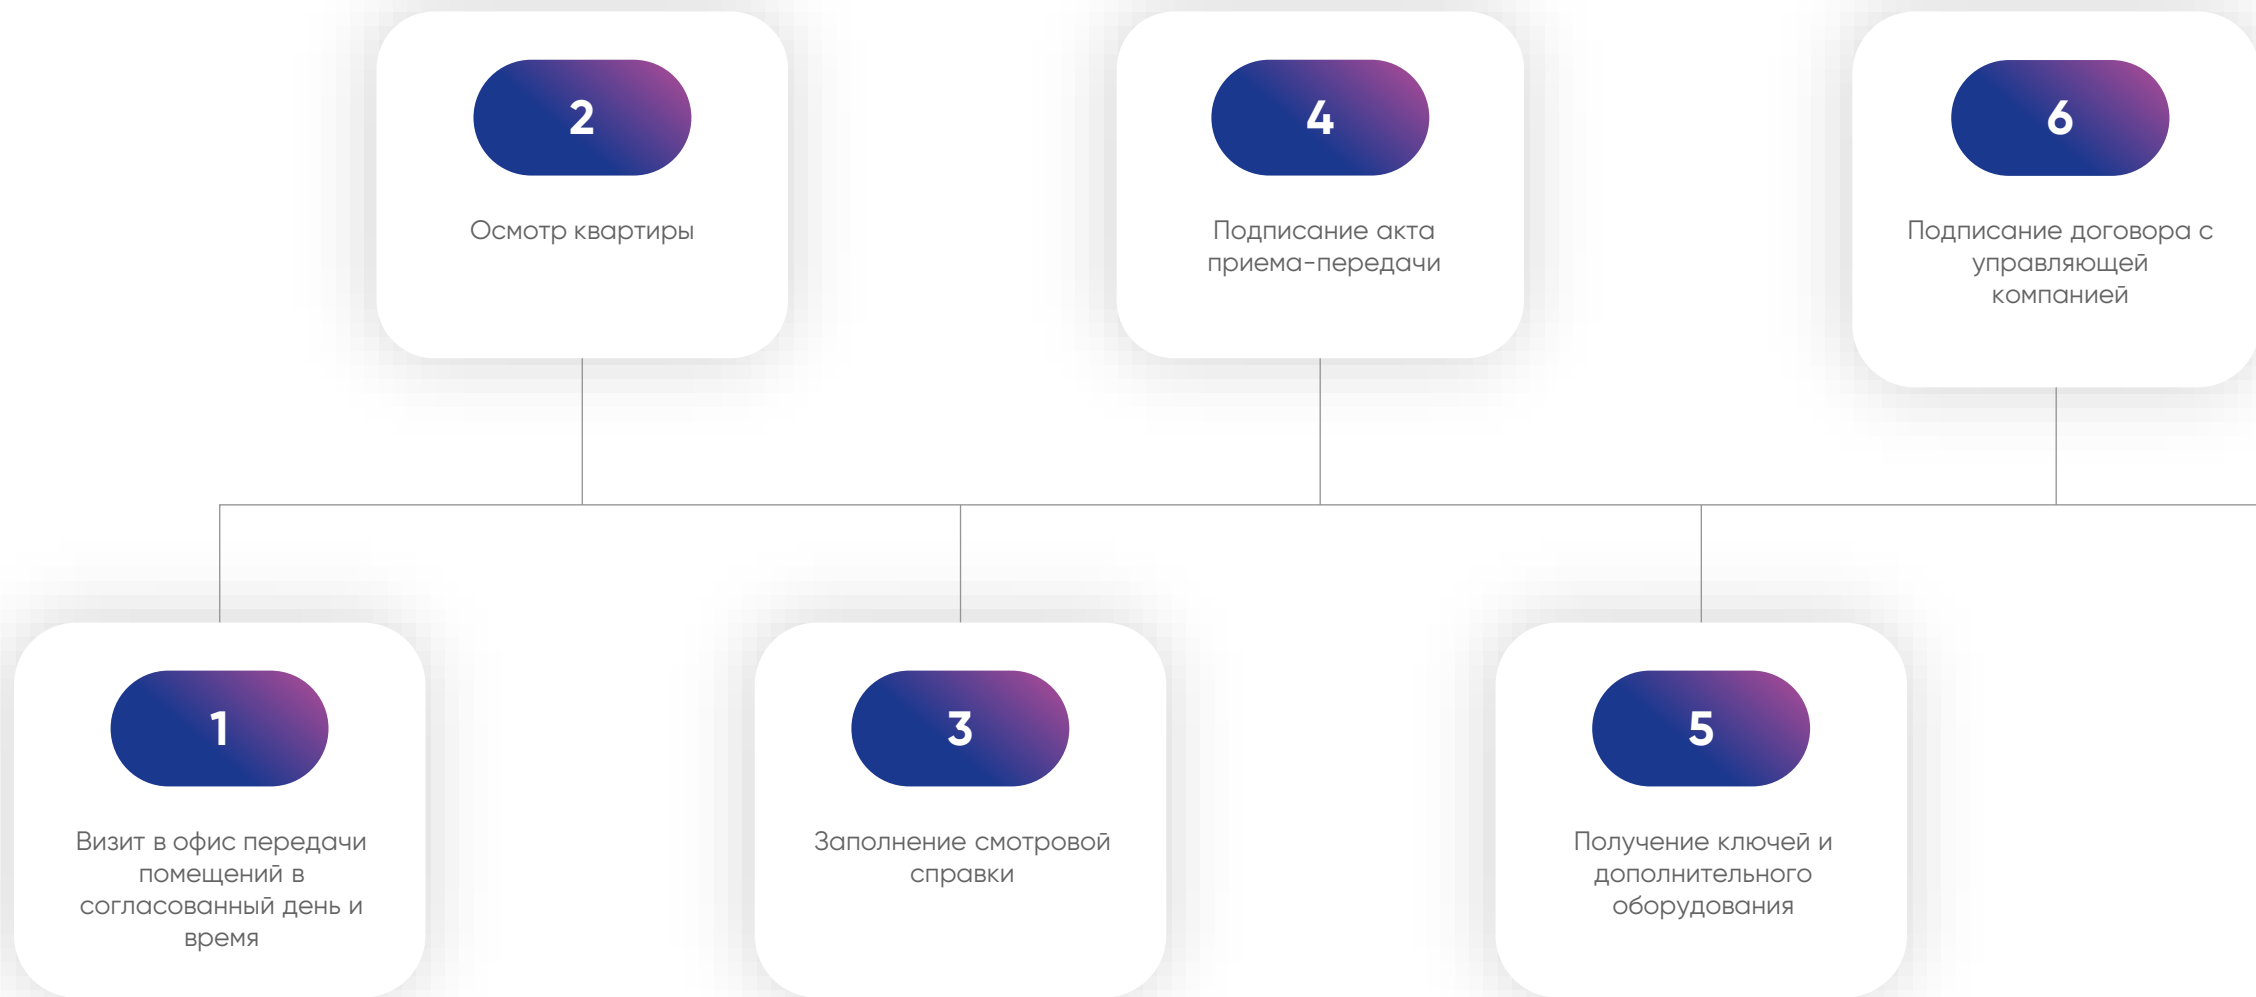 2
Осмотр квартиры
4
Подписание акта
приема-передачи
6
Подписание договора с
управляющей
компанией
1
Визит в офис передачи
помещений в
согласованный день и
время
3
Заполнение смотровой
справки
5
Получение ключей и
дополнительного
оборудования